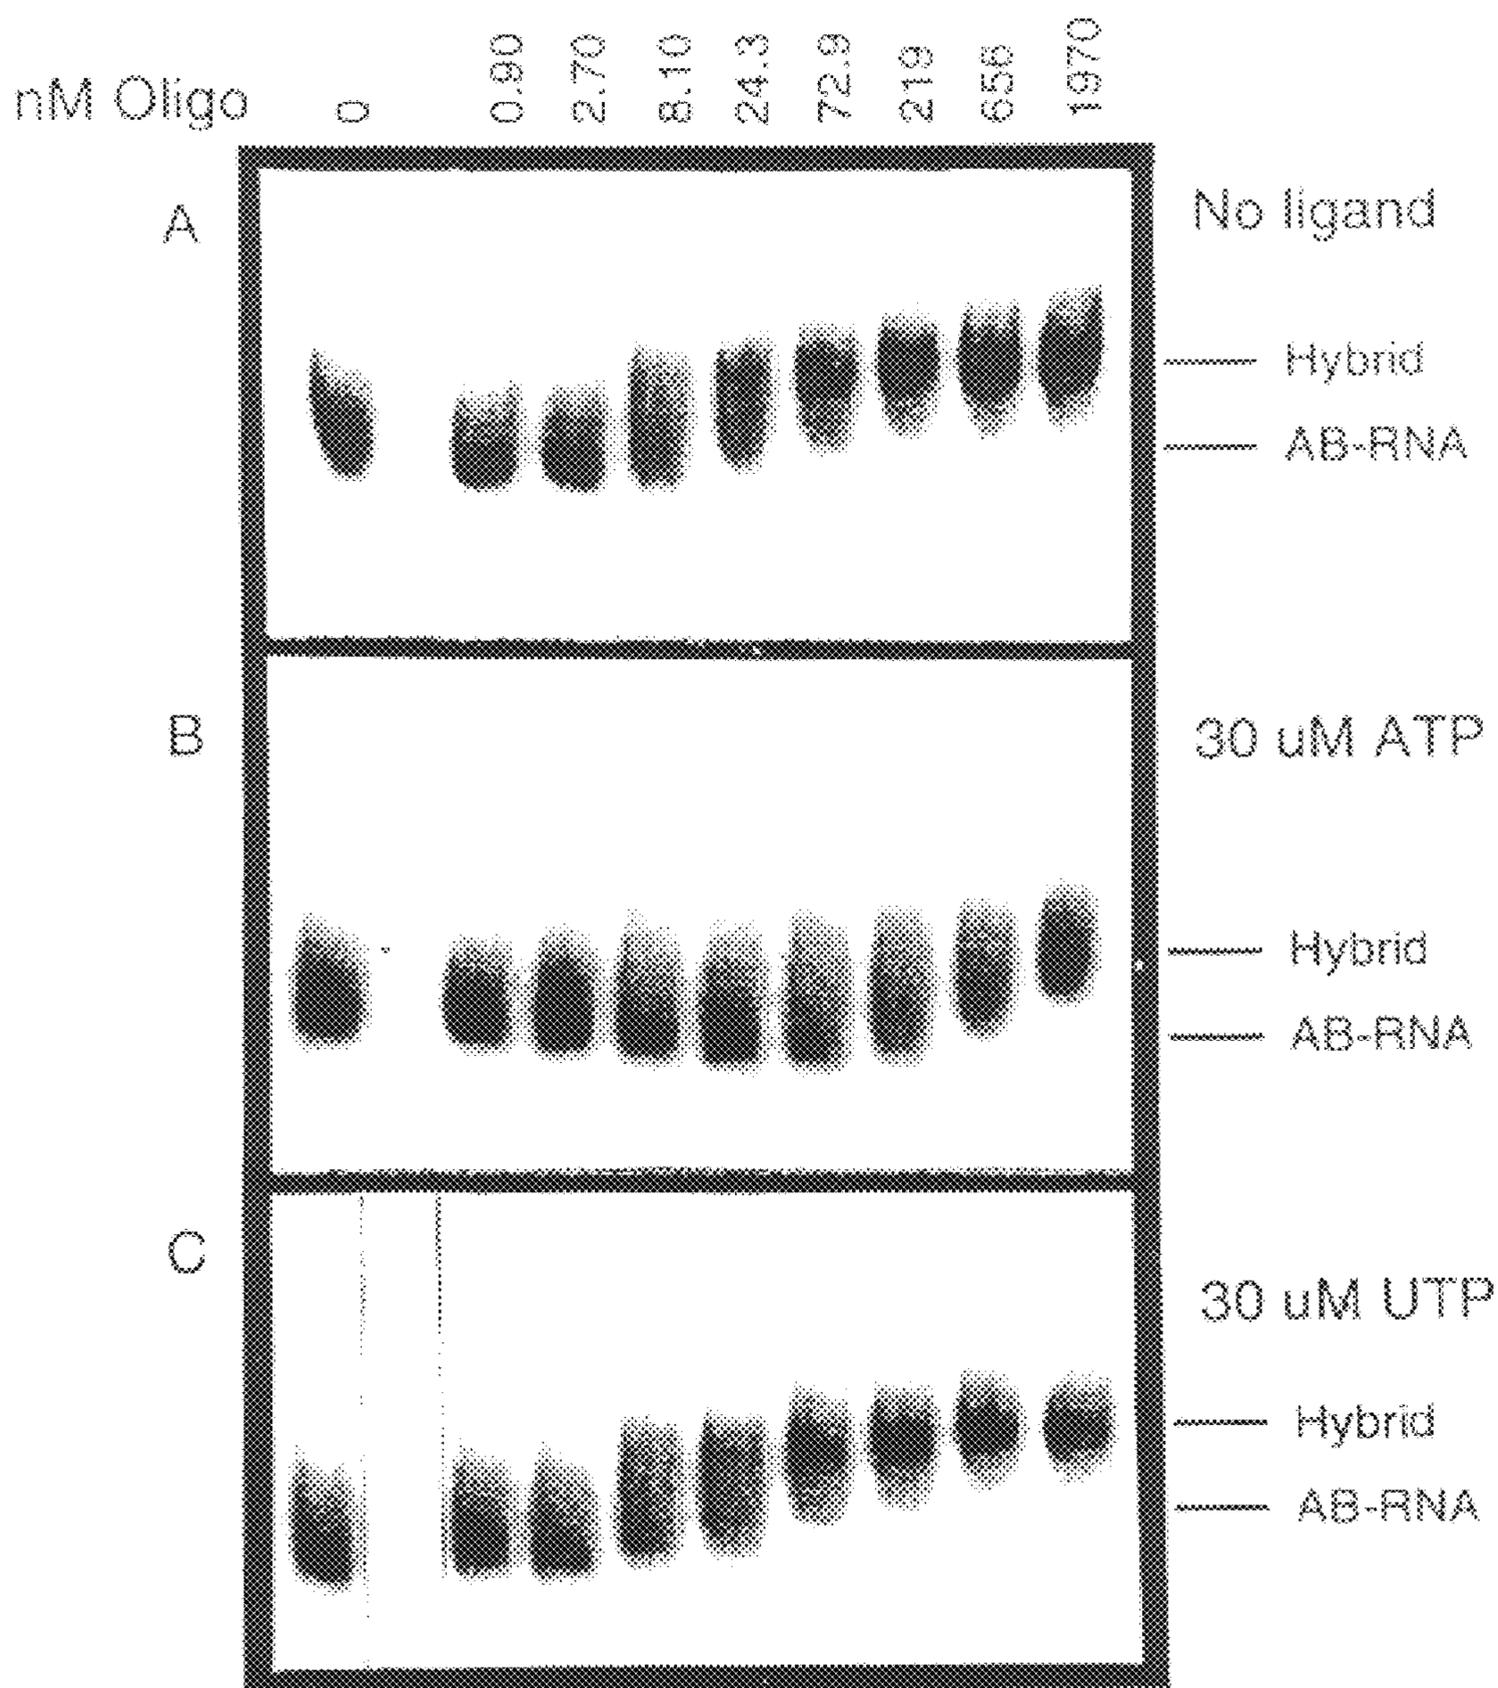 nM Oligo 0 0.90 2.70 8.10 24.3 72.9 219 656 1970
A No ligand
Hybrid
AB-RNA
B 30 uM ATP
Hybrid
AB-RNA
C
30 uM UTP
Hybrid
AB-RNA